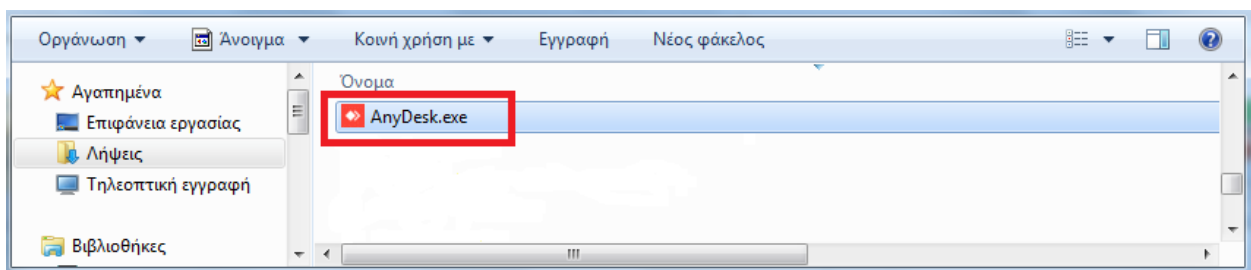 Οργάνωση Άνοιγμα Κοινή χρήση με Εγγραφή Νέος φάκελος
Αγαπημένα
Επιφάνεια εργασίας
Λήψεις
Τηλεοπτική εγγραφή
Βιβλιοθήκες
Όνομα
AnyDesk.exe